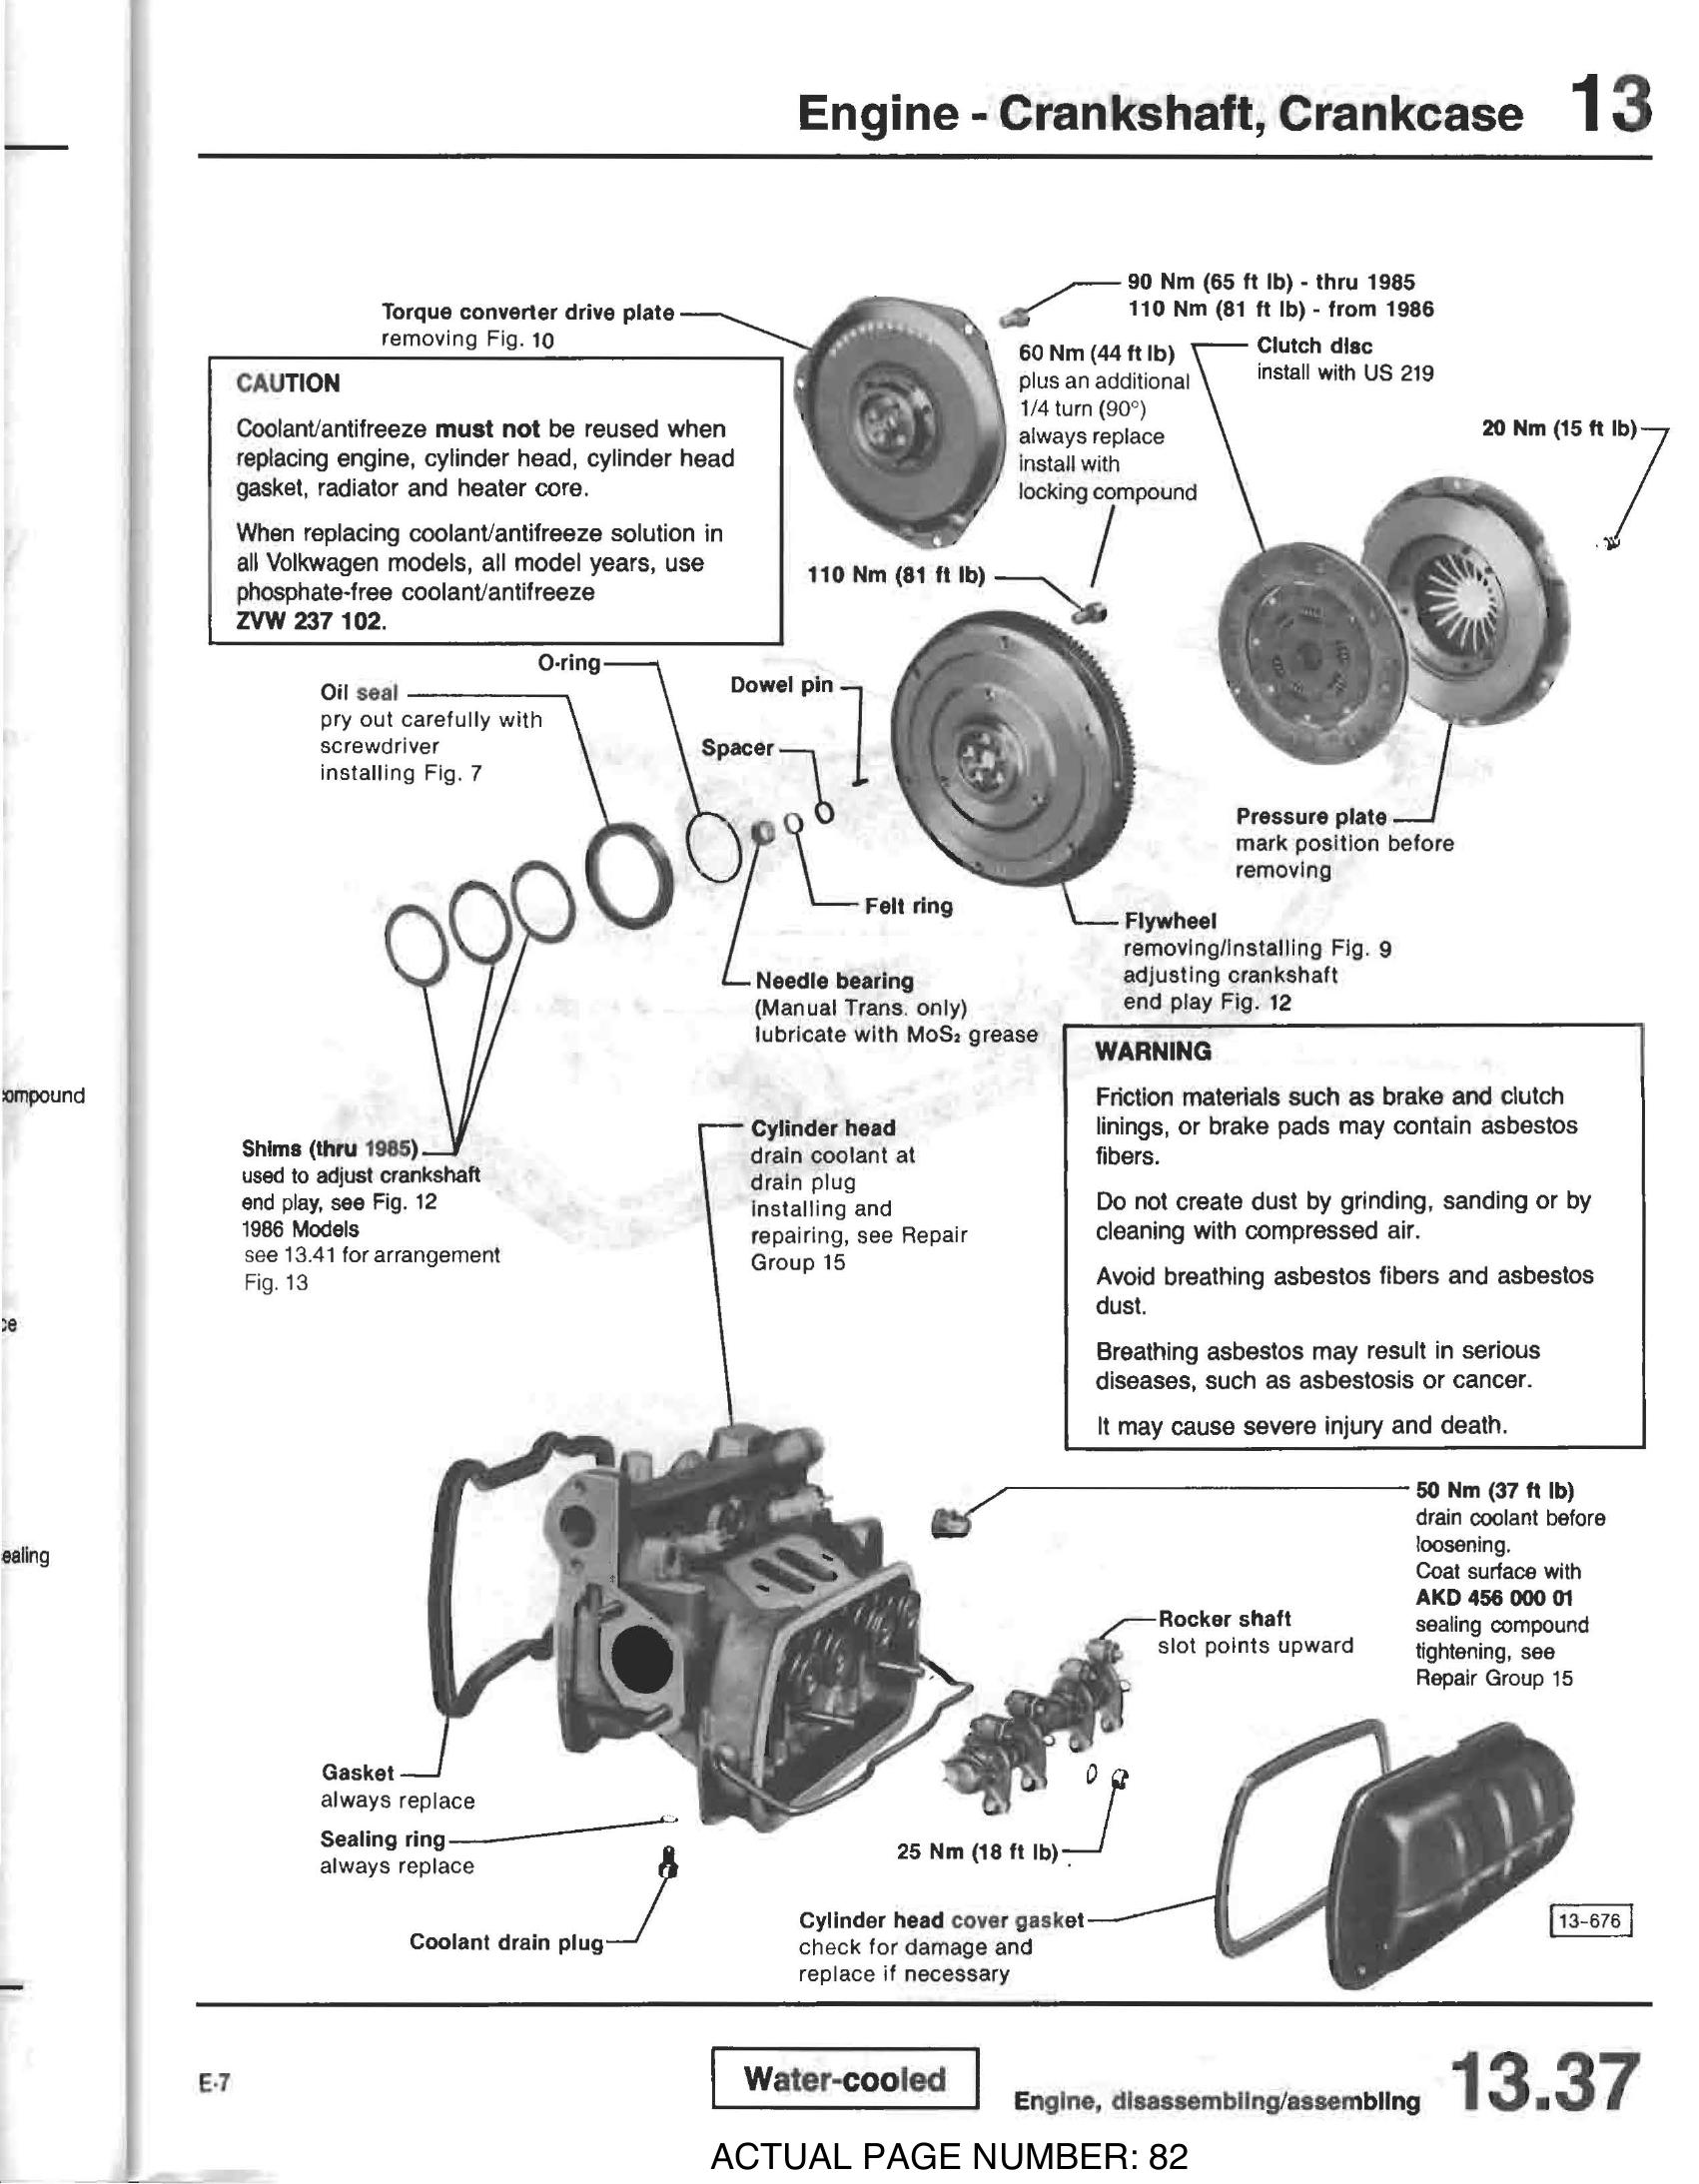 Engine - Crankshaft, Crankcase 13
90 Nm (65 ft lb) - thru 1985
110 Nm (81 ft lb) - from 1986
Torque converter drive plate
removing Fig. 10
60 Nm (44 ft lb)
plus an additional
1/4 turn (90°)
always replace
install with
locking compound
Clutch disc
install with US 219
20 Nm (15 ft lb)
CAUTION
Coolant/antifreeze must not be reused when
replacing engine, cylinder head, cylinder head
gasket, radiator and heater core.
When replacing coolant/antifreeze solution in
all Volkwagen models, all model years, use
phosphate-free coolant/antifreeze
ZVW 237 102.
110 Nm (81 ft lb)
O-ring
Oil seal
pry out carefully with
screwdriver
installing Fig. 7
Dowel pin
Spacer
Pressure plate
mark position before
removing
Felt ring
Flywheel
removing/installing Fig. 9
adjusting crankshaft
end play Fig. 12
Needle bearing
(Manual Trans. only)
lubricate with MoS₂ grease
WARNING
Friction materials such as brake and clutch
linings, or brake pads may contain asbestos
fibers.
Do not create dust by grinding, sanding or by
cleaning with compressed air.
Avoid breathing asbestos fibers and asbestos
dust.
Breathing asbestos may result in serious
diseases, such as asbestosis or cancer.
It may cause severe injury and death.
ompound
Shims (thru 1985)
used to adjust crankshaft
end play, see Fig. 12
1986 Models
see 13.41 for arrangement
Fig. 13
Cylinder head
drain coolant at
drain plug
installing and
repairing, see Repair
Group 15
ce
ealing
50 Nm (37 ft lb)
drain coolant before
loosening.
Coat surface with
AKD 456 000 01
sealing compound
tightening, see
Repair Group 15
Rocker shaft
slot points upward
Gasket
always replace
Sealing ring
always replace
25 Nm (18 ft lb)
Coolant drain plug
Cylinder head cover gasket
check for damage and
replace if necessary
13-676
E-7
Water-cooled
Engine, disassembling/assembling 13.37
ACTUAL PAGE NUMBER: 82